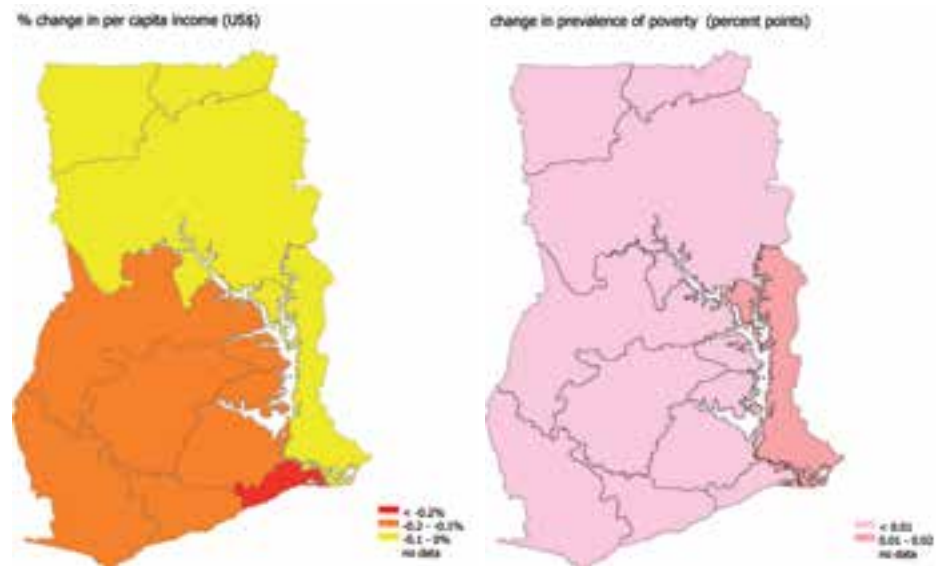 % change in per capita income (US$)
< -0.2%
-0.2 - -0.1%
-0.1 - 0%
no data
change in prevalence of poverty (percent points)
< 0.01
0.01 - 0.02
no data